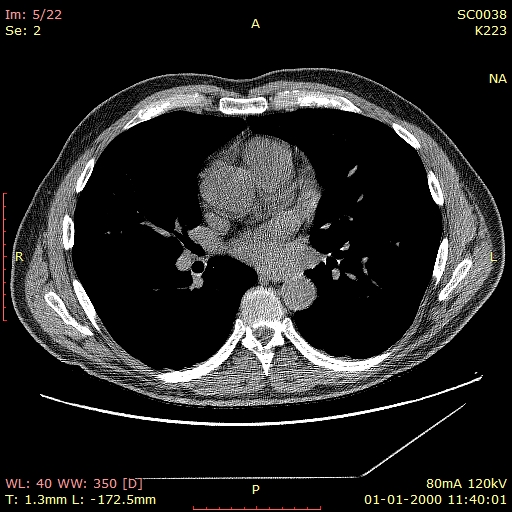 Im: 5/22
Se: 2
A
SC0038
K223
NA
R
L
WL: 40 WW: 350 [D]
T: 1.3mm L: -172.5mm
P
80mA 120kV
01-01-2000 11:40:01